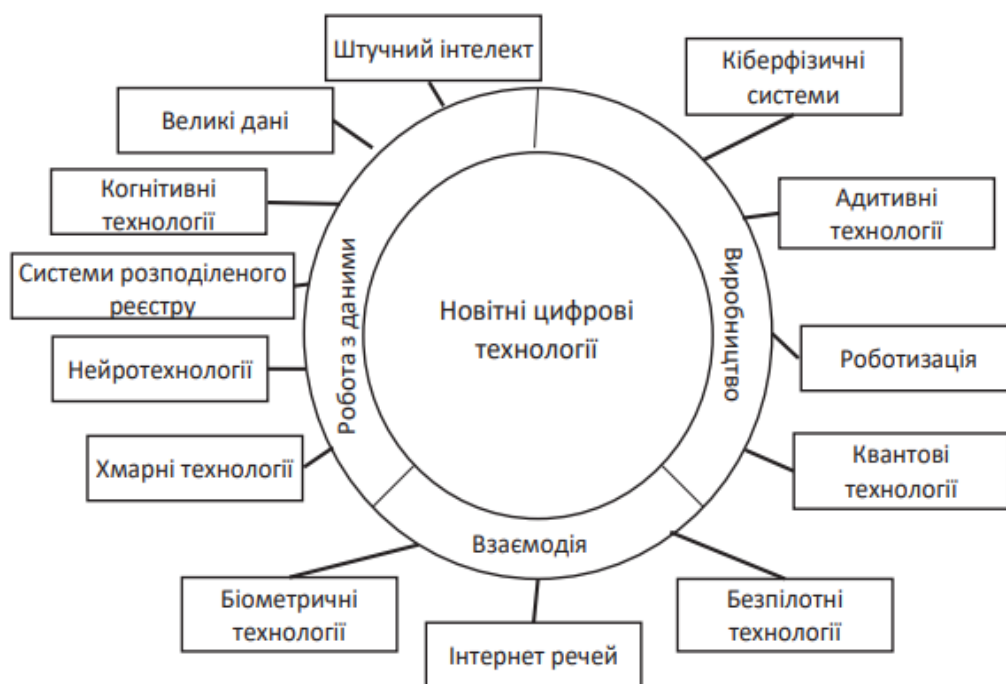 Штучний інтелект
Кіберфізичні
системи
Великі дані
Когнітивні
технології
Адитивні
технології
Системи розподіленого
реєстру
Робота з даними
Новітні цифрові
технології
Виробництво
Нейротехнології
Роботизація
Хмарні технології
Квантові
технології
Взаємодія
Біометричні
технології
Безпілотні
технології
Інтернет речей